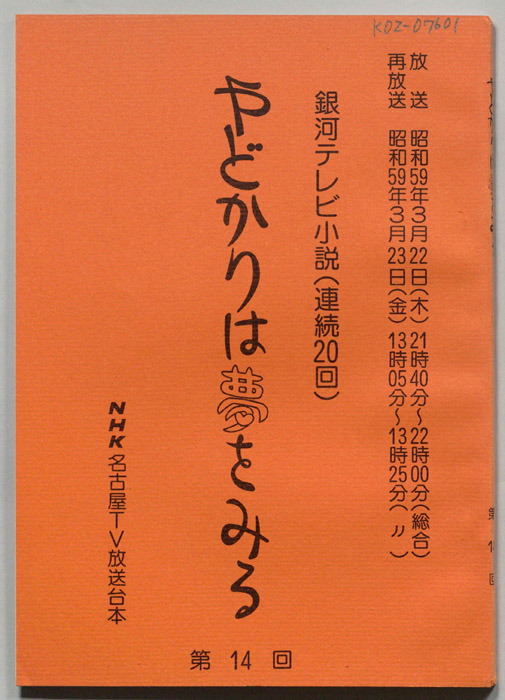 KOZ-07601
放送 昭和59年3月22日(木)21時40分~22時00分(総合)
再放送 昭和59年3月23日(金)13時05分~13時25分(〃)
銀河テレビ小説(連続20回)
やどかりは夢をみる
NHK名古屋TV放送台本
第14回